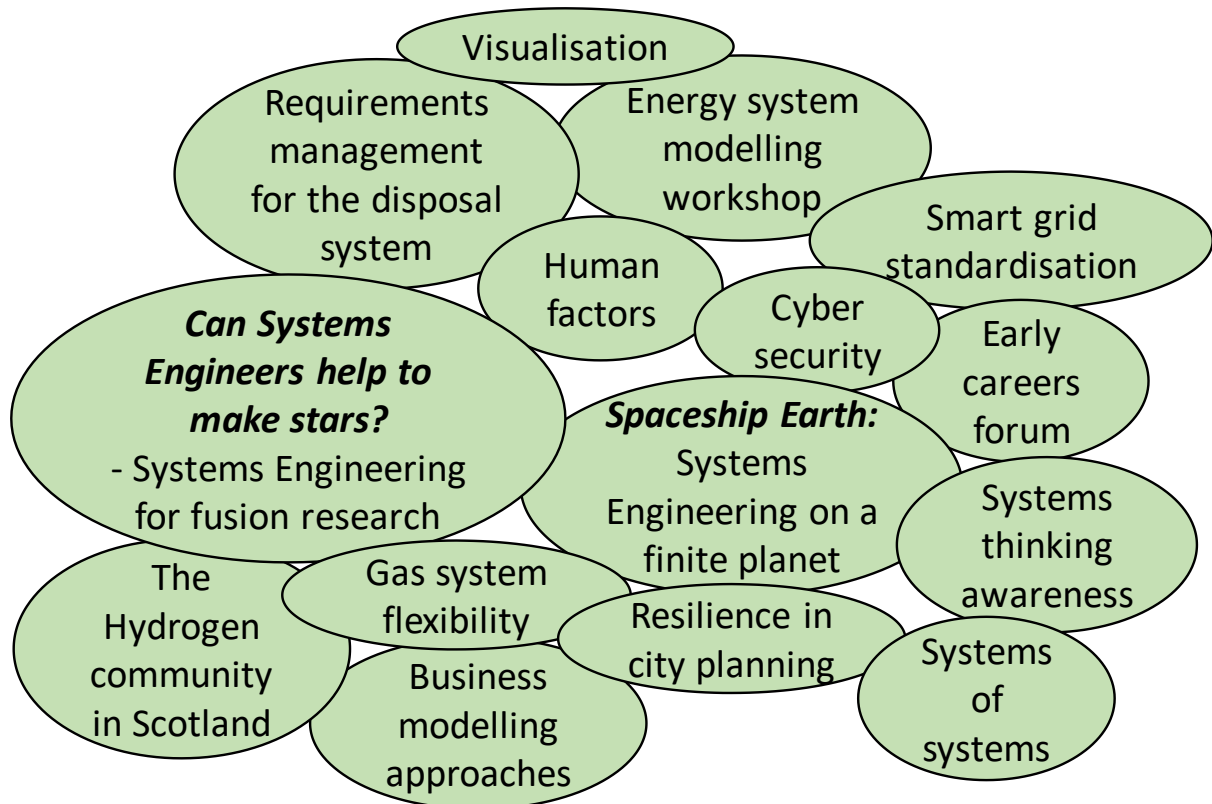 Visualisation
Requirements
management
for the disposal
system
Energy system
modelling
workshop
Smart grid
standardisation
Human
factors
Cyber
security
Early
careers
forum
Can Systems
Engineers help to
make stars?
- Systems Engineering
for fusion research
Spaceship Earth:
Systems
Engineering on a
finite planet
Systems
thinking
awareness
The
Hydrogen
community
in Scotland
Gas system
flexibility
Resilience in
city planning
Business
modelling
approaches
Systems
of
systems